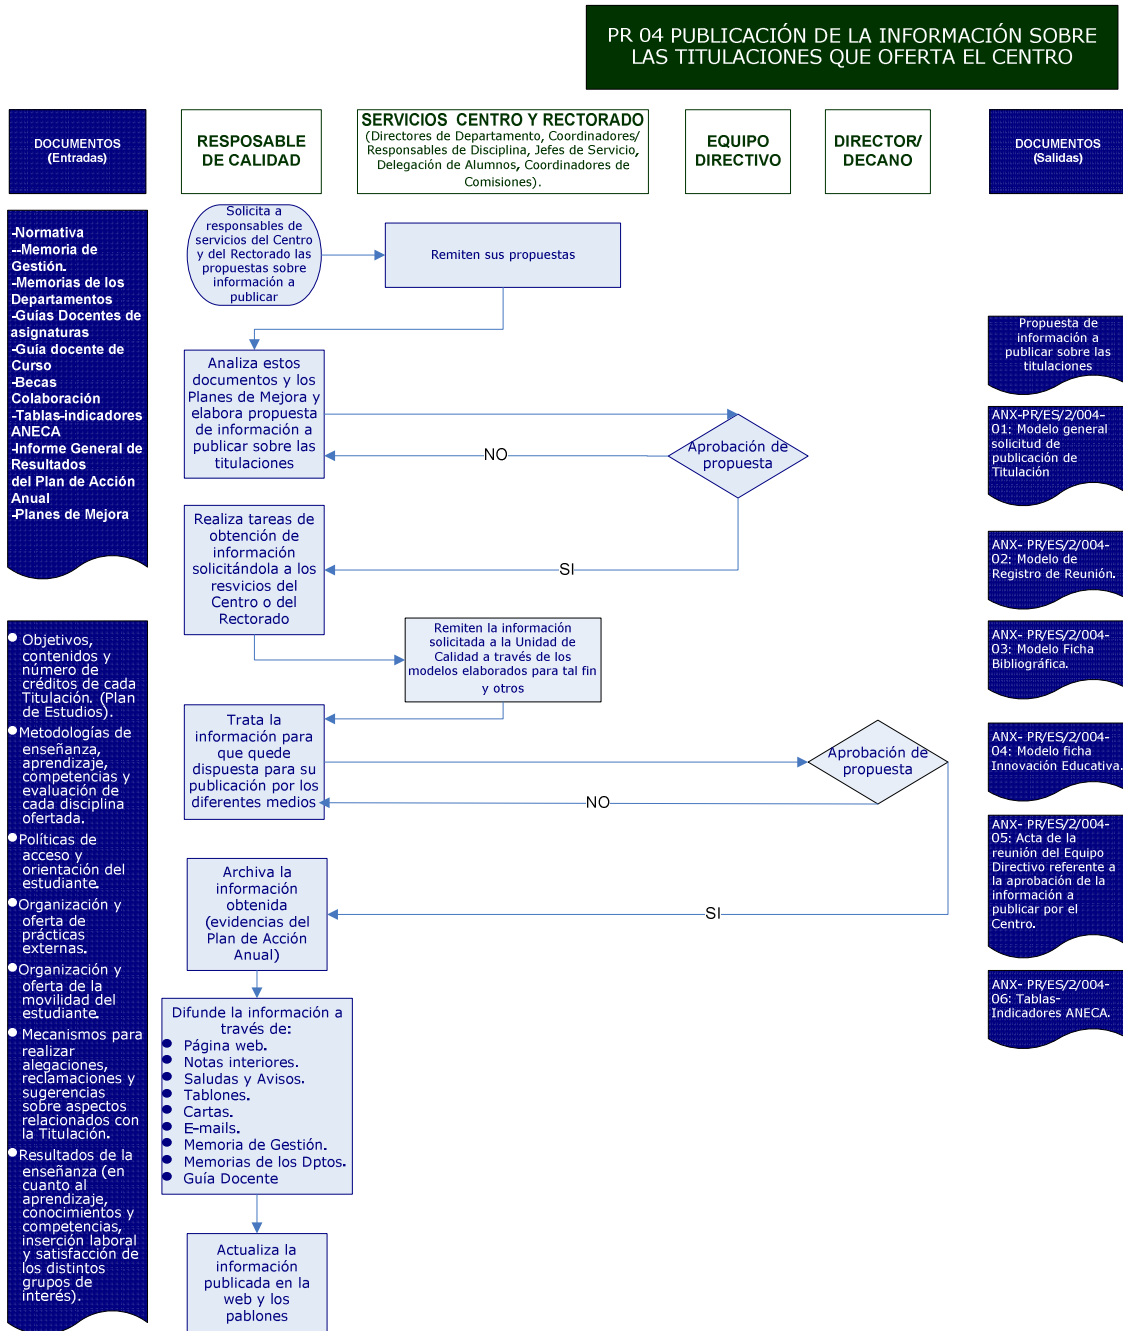 PR 04 PUBLICACIÓN DE LA INFORMACIÓN SOBRE
LAS TITULACIONES QUE OFERTA EL CENTRO
DOCUMENTOS
(Entradas)
RESPOSABLE
DE CALIDAD
SERVICIOS CENTRO Y RECTORADO
(Directores de Departamento, Coordinadores/
Responsables de Disciplina, Jefes de Servicio,
Delegación de Alumnos, Coordinadores de
Comisiones).
EQUIPO
DIRECTIVO
DIRECTOR/
DECANO
DOCUMENTOS
(Salidas)
-Normativa
--Memoria de
Gestión.
-Memorias de los
Departamentos
-Guías Docentes de
asignaturas
-Guía docente de
Curso
-Becas
Colaboración
-Tablas-indicadores
ANECA
-Informe General de
Resultados
del Plan de Acción
Anual
-Planes de Mejora
● Objetivos,
contenidos y
número de
créditos de cada
Titulación. (Plan
de Estudios).
● Metodologías de
enseñanza,
aprendizaje,
competencias y
evaluación de
cada disciplina
ofertada.
● Políticas de
acceso y
orientación del
estudiante.
● Organización y
oferta de
prácticas
externas.
● Organización y
oferta de la
movilidad del
estudiante.
● Mecanismos para
realizar
alegaciones,
reclamaciones y
sugerencias
sobre aspectos
relacionados con
la Titulación.
● Resultados de la
enseñanza (en
cuanto al
aprendizaje,
conocimientos y
competencias,
inserción laboral
y satisfacción de
los distintos
grupos de
interés).
Solicita a
responsables de
servicios del Centro
y del Rectorado las
propuestas sobre
información a
publicar
Remiten sus propuestas
Analiza estos
documentos y los
Planes de Mejora y
elabora propuesta
de información a
publicar sobre las
titulaciones
Aprobación de
propuesta
NO
SI
Realiza tareas de
obtención de
información
solicitándola a los
resvicios del
Centro o del
Rectorado
Remiten la información
solicitada a la Unidad de
Calidad a través de los
modelos elaborados para tal fin
y otros
Trata la
información para
que quede
dispuesta para su
publicación por los
diferentes medios
Aprobación de
propuesta
NO
SI
Archiva la
información
obtenida
(evidencias del
Plan de Acción
Anual)
Difunde la información a
través de:
● Página web.
● Notas interiores.
● Saludas y Avisos.
● Tablones.
● Cartas.
● E-mails.
● Memoria de Gestión.
● Memorias de los Dptos.
● Guía Docente
Actualiza la
información
publicada en la
web y los
pablones
Propuesta de
información a
publicar sobre las
titulaciones
ANX-PR/ES/2/004-
01: Modelo general
solicitud de
publicación de
Titulación
ANX- PR/ES/2/004-
02: Modelo de
Registro de Reunión.
ANX- PR/ES/2/004-
03: Modelo Ficha
Bibliográfica.
ANX- PR/ES/2/004-
04: Modelo ficha
Innovación Educativa.
ANX- PR/ES/2/004-
05: Acta de la
reunión del Equipo
Directivo referente a
la aprobación de la
información a
publicar por el
Centro.
ANX- PR/ES/2/004-
06: Tablas-
Indicadores ANECA.